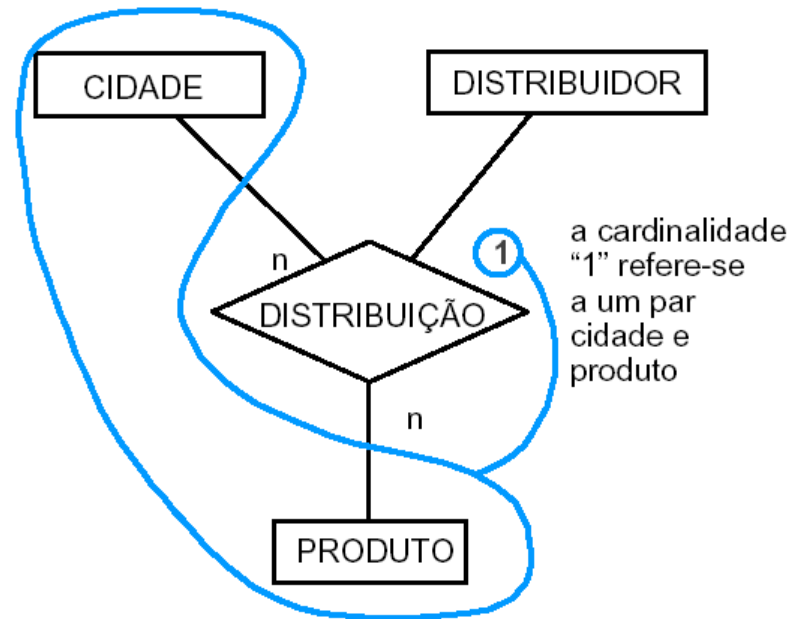 CIDADE
DISTRIBUIDOR
n
1
a cardinalidade
“1” refere-se
a um par
cidade e
produto
DISTRIBUIÇÃO
n
PRODUTO